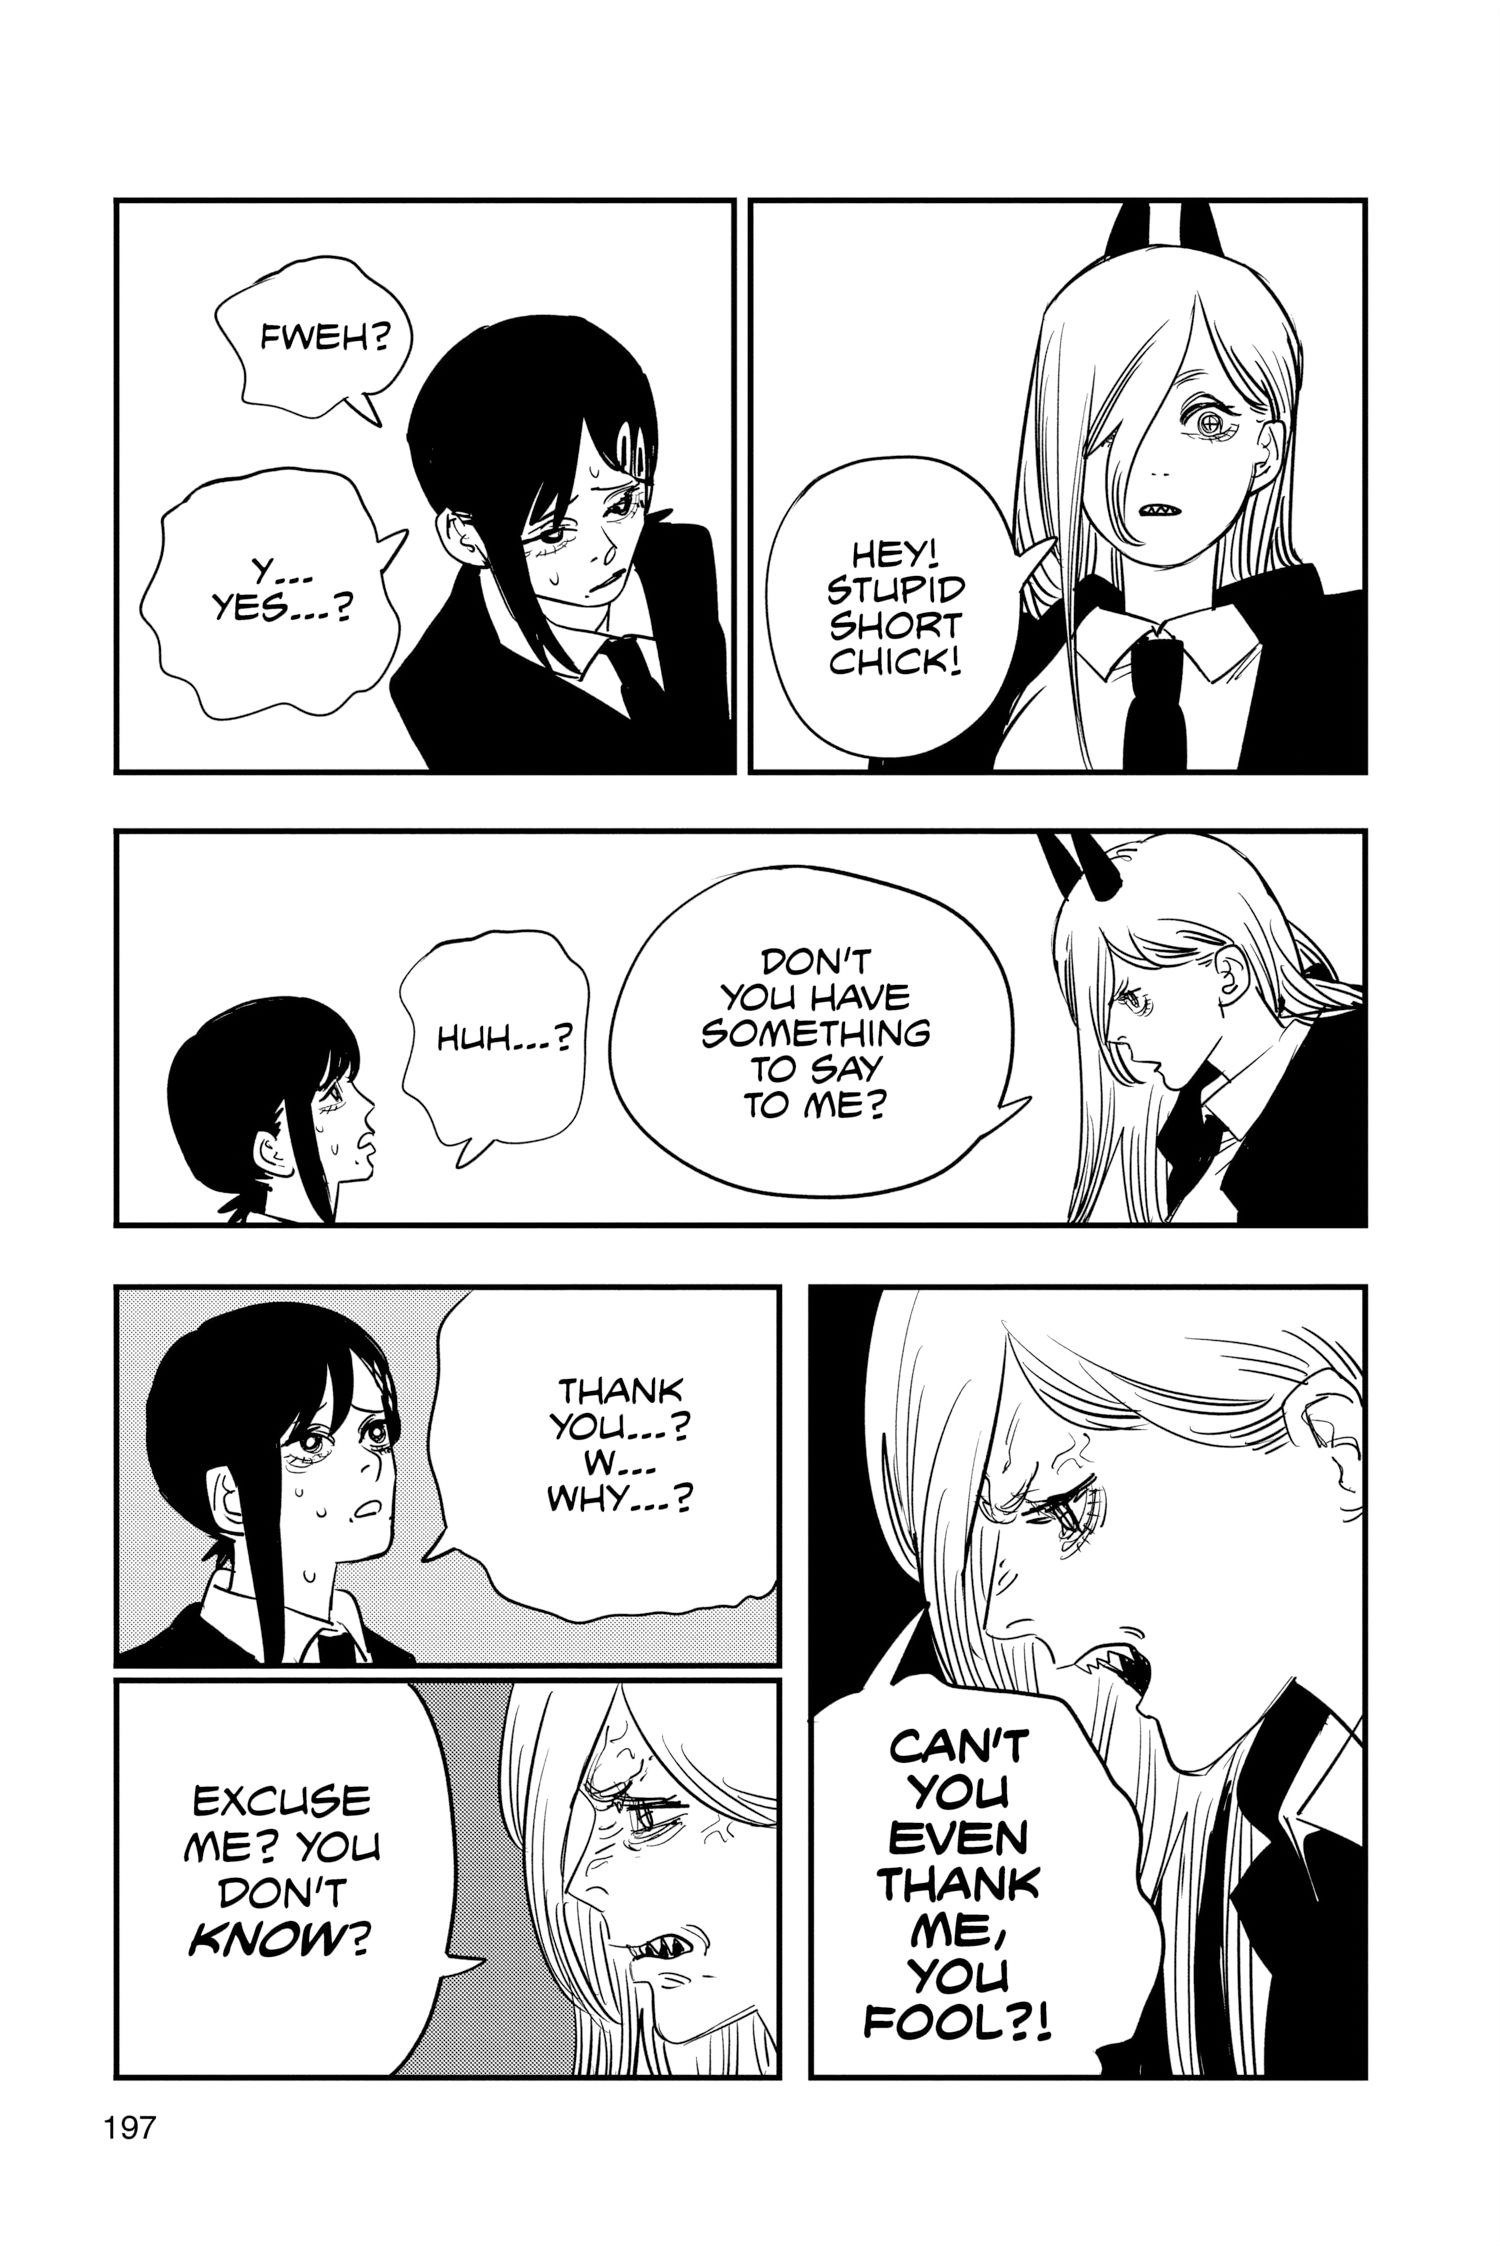 HEY!
STUPID
SHORT
CHICK!
FWEH?
Y...
YES...?
DON'T
YOU HAVE
SOMETHING
TO SAY
TO ME?
HUH...?
CAN'T
YOU
EVEN
THANK
ME,
YOU
FOOL?!
THANK
YOU...?
W...
WHY...?
EXCUSE
ME? YOU
DON'T
KNOW?
197